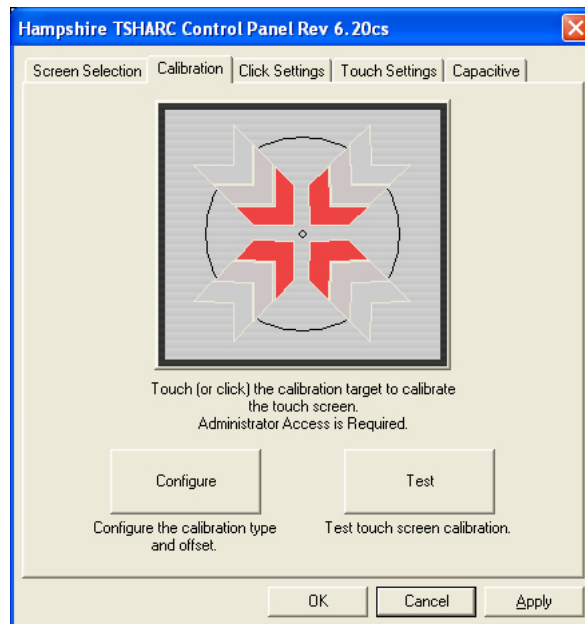 Hampshire TSHARC Control Panel Rev 6.20cs
Screen Selection Calibration Click Settings Touch Settings Capacitive
Touch (or click) the calibration target to calibrate
the touch screen.
Administrator Access is Required.
Configure Test
Configure the calibration type Test touch screen calibration.
and offset.
OK Cancel Apply